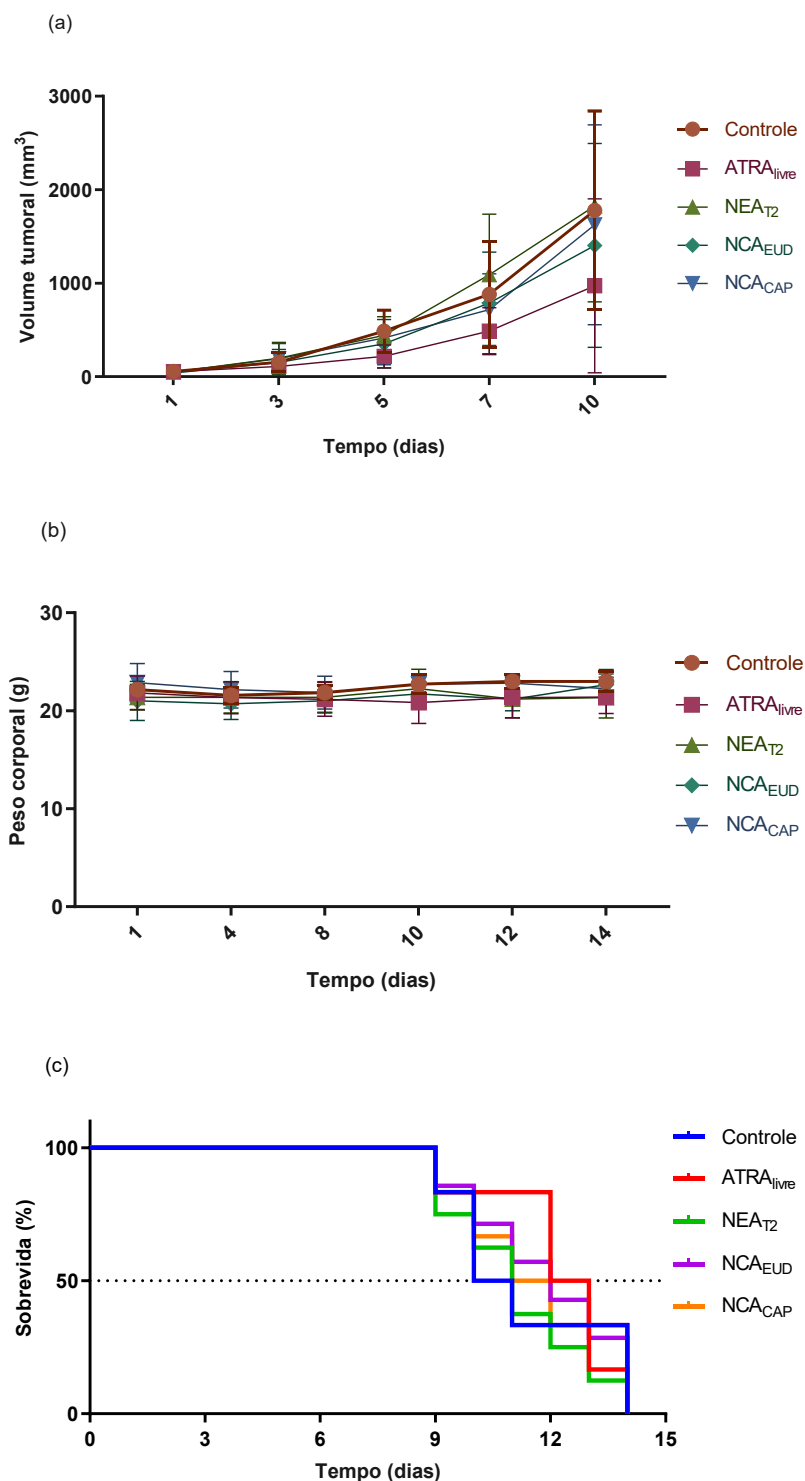 (a)
Volume tumoral (mm³)
3000
2000
1000
0
1
3
5
7
10
Tempo (dias)
Controle
ATRAlivre
NEAT2
NCAEUD
NCACAP
(b)
Peso corporal (g)
30
20
10
0
1
4
8
10
12
14
Tempo (dias)
Controle
ATRAlivre
NEAT2
NCAEUD
NCACAP
(c)
Sobrevida (%)
100
50
0
0
3
6
9
12
15
Tempo (dias)
Controle
ATRAlivre
NEAT2
NCAEUD
NCACAP